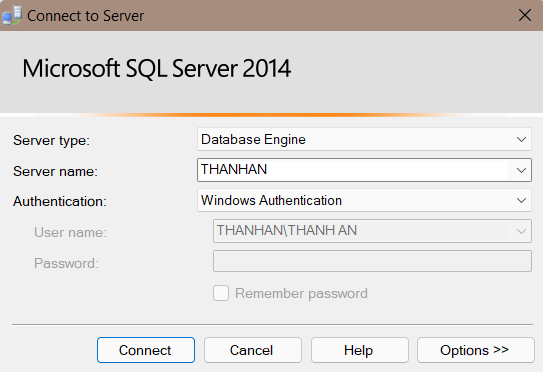 Connect to Server
Microsoft SQL Server 2014
Server type: Database Engine
Server name: THANHAN
Authentication: Windows Authentication
User name: THANHAN\THANH AN
Password:
Remember password
Connect Cancel Help Options >>